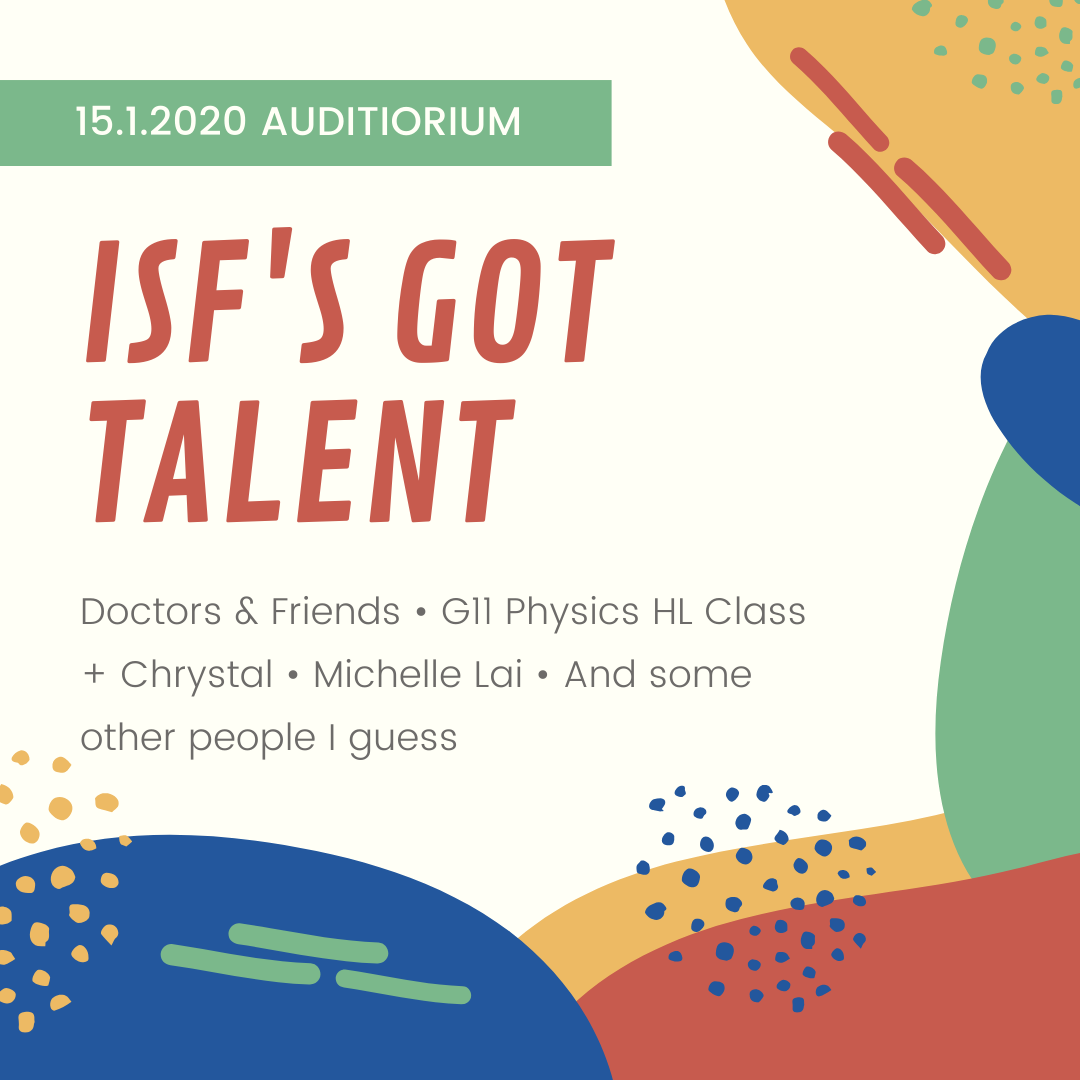 15.1.2020 AUDITIORIUM
ISF'S GOT
TALENT
Doctors & Friends • G11 Physics HL Class
+ Chrystal • Michelle Lai • And some
other people I guess